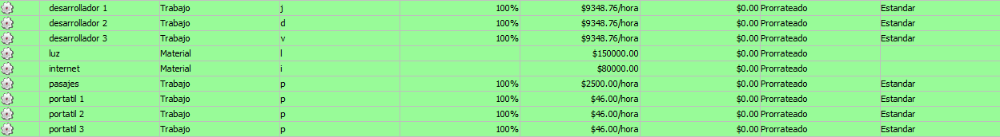 desarrollador 1 Trabajo j 100% $9348.76/hora $0.00 Prorrateado Estandar
desarrollador 2 Trabajo d 100% $9348.76/hora $0.00 Prorrateado Estandar
desarrollador 3 Trabajo v 100% $9348.76/hora $0.00 Prorrateado Estandar
luz Material l $150000.00 $0.00 Prorrateado
internet Material i $80000.00 $0.00 Prorrateado
pasajes Trabajo p 100% $2500.00/hora $0.00 Prorrateado Estandar
portatil 1 Trabajo p 100% $46.00/hora $0.00 Prorrateado Estandar
portatil 2 Trabajo p 100% $46.00/hora $0.00 Prorrateado Estandar
portatil 3 Trabajo p 100% $46.00/hora $0.00 Prorrateado Estandar